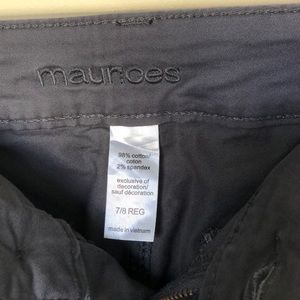 maurices
98% cotton/
coton
2% spandex
exclusive of
decoration/
sauf décoration
7/8 REG
made in vietnam